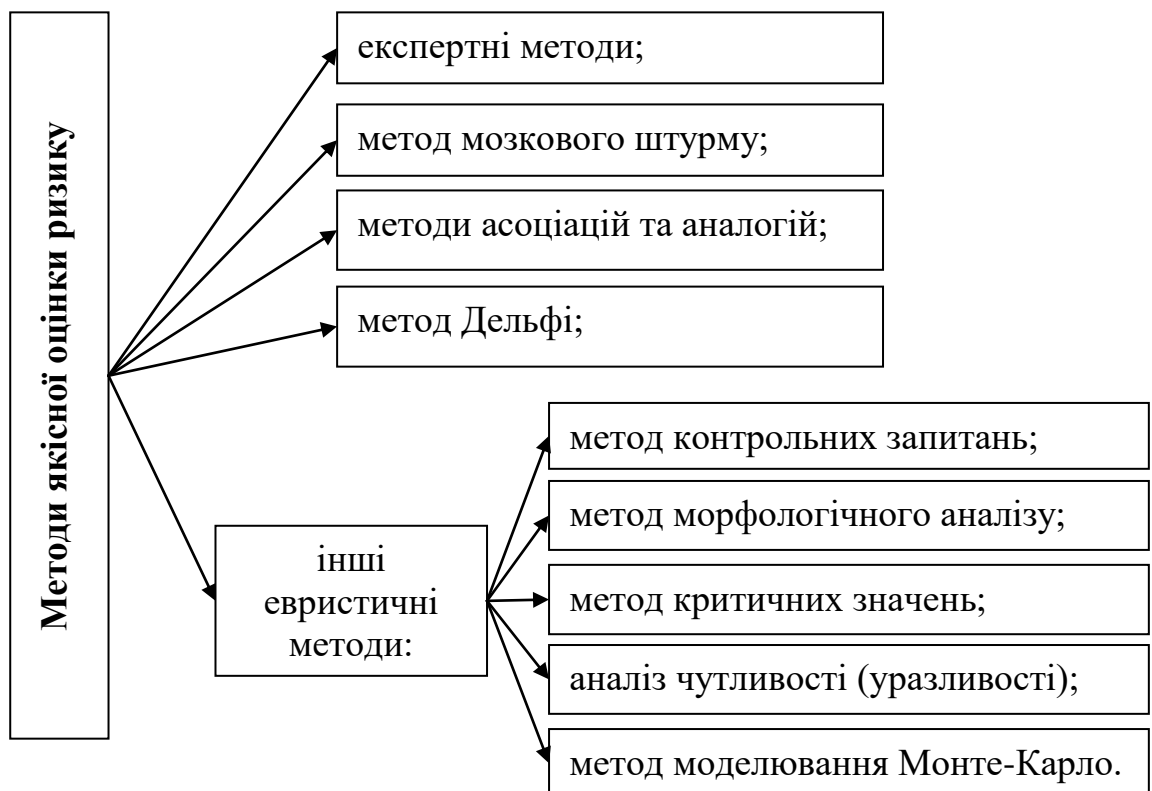 Методи якісної оцінки ризику
експертні методи;
метод мозкового штурму;
методи асоціацій та аналогій;
метод Дельфі;
інші
евристичні
методи:
метод контрольних запитань;
метод морфологічного аналізу;
метод критичних значень;
аналіз чутливості (уразливості);
метод моделювання Монте-Карло.